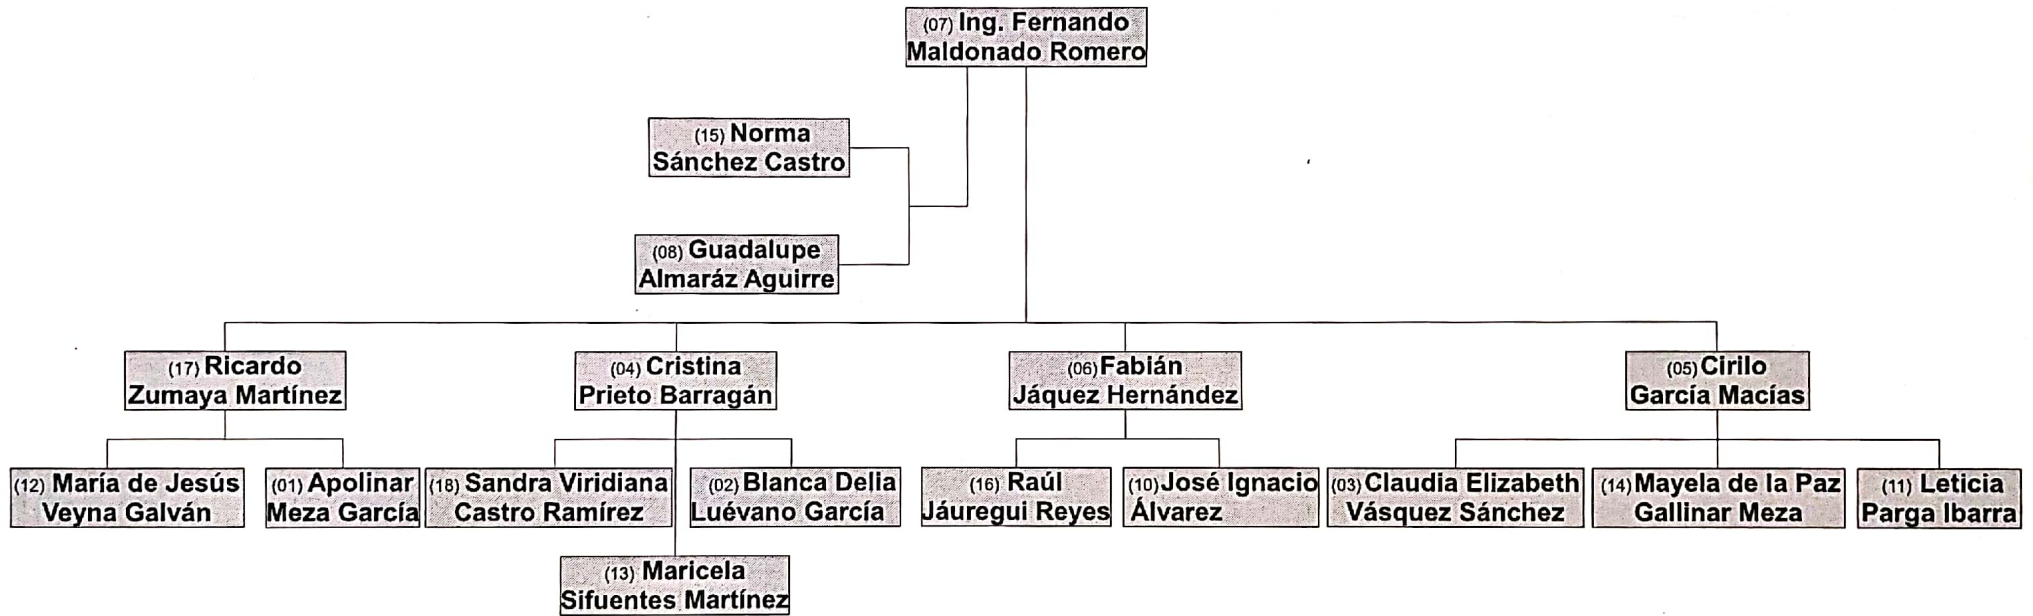 (07) Ing. Fernando
Maldonado Romero
(15) Norma
Sánchez Castro
(08) Guadalupe
Almaráz Aguirre
(17) Ricardo
Zumaya Martínez
(04) Cristina
Prieto Barragán
(06) Fabián
Jáquez Hernández
(05) Cirilo
García Macías
(12) María de Jesús
Veyna Galván
(01) Apolinar
Meza García
(18) Sandra Viridiana
Castro Ramírez
(02) Blanca Delia
Luévano García
(16) Raúl
Jáuregui Reyes
(10) José Ignacio
Álvarez
(03) Claudia Elizabeth
Vásquez Sánchez
(14) Mayela de la Paz
Gallinar Meza
(11) Leticia
Parga Ibarra
(13) Maricela
Sifuentes Martínez